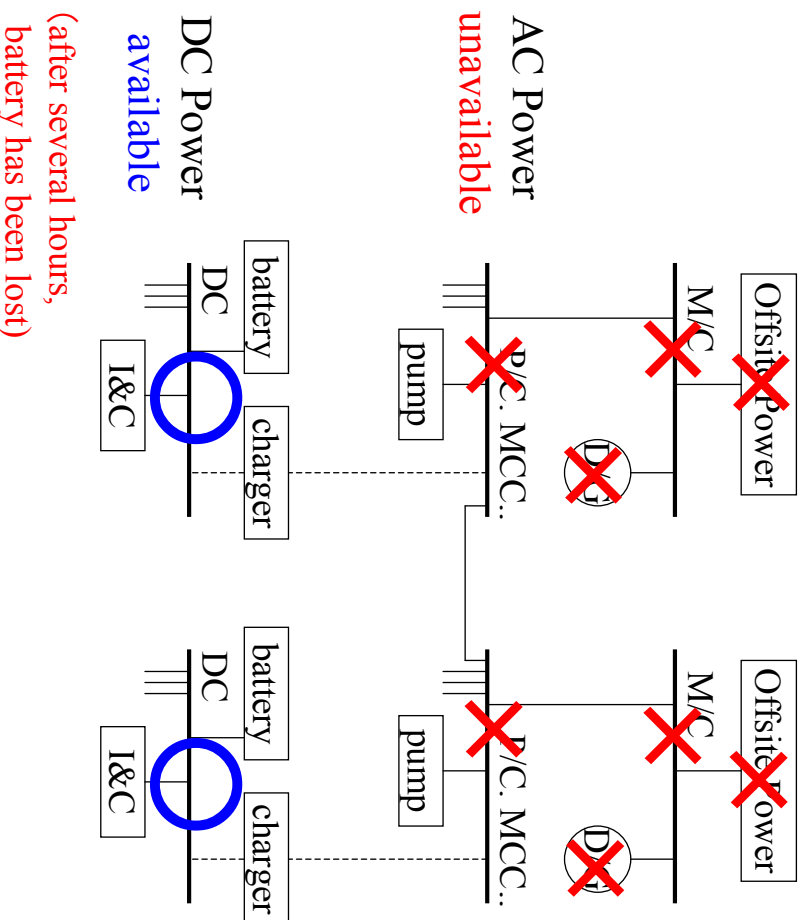 Offsite Power
Offsite Power
M/C
M/C
D/G
D/G
AC Power
unavailable
P/C. MCC..
P/C. MCC..
pump
pump
battery
charger
battery
charger
DC Power
available
DC
DC
I&C
I&C
(after several hours,
battery has been lost)